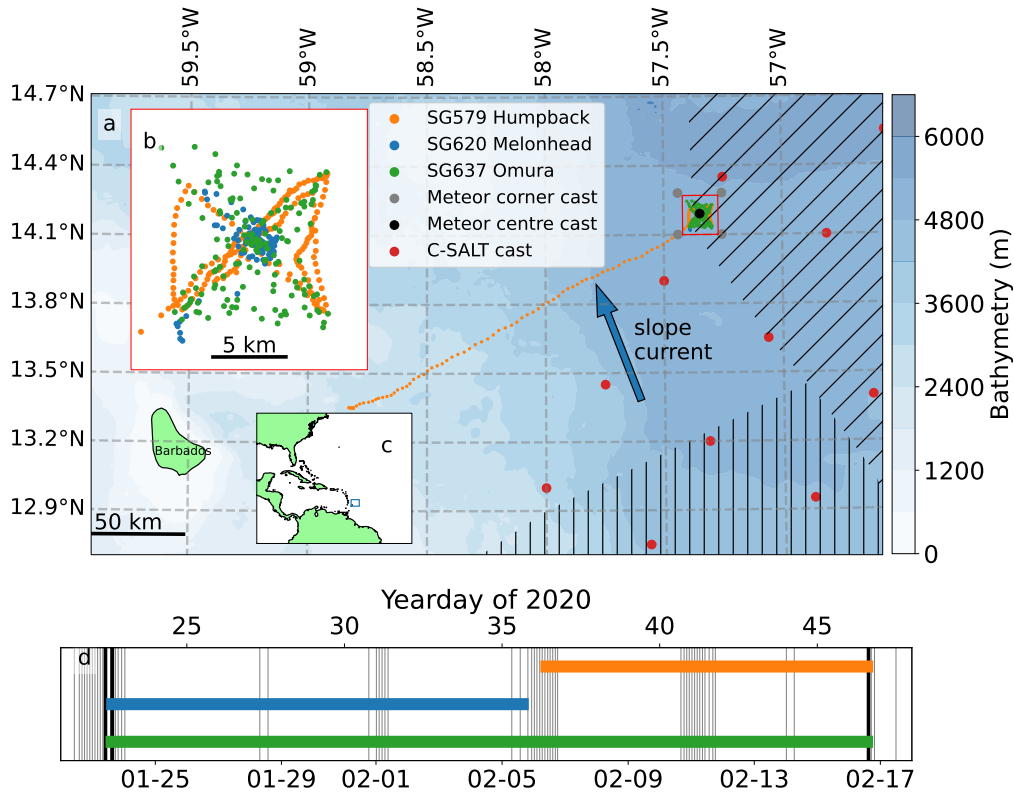 59.5°W
59°W
58.5°W
58°W
57.5°W
57°W
14.7°N
14.4°N
14.1°N
13.8°N
13.5°N
13.2°N
12.9°N
a
b
5 km
SG579 Humpback
SG620 Melonhead
SG637 Omura
Meteor corner cast
Meteor centre cast
C-SALT cast
slope
current
Barbados
50 km
c
6000
4800
3600
2400
1200
0
Bathymetry (m)
Yearday of 2020
25
30
35
40
45
d
01-25
01-29
02-01
02-05
02-09
02-13
02-17